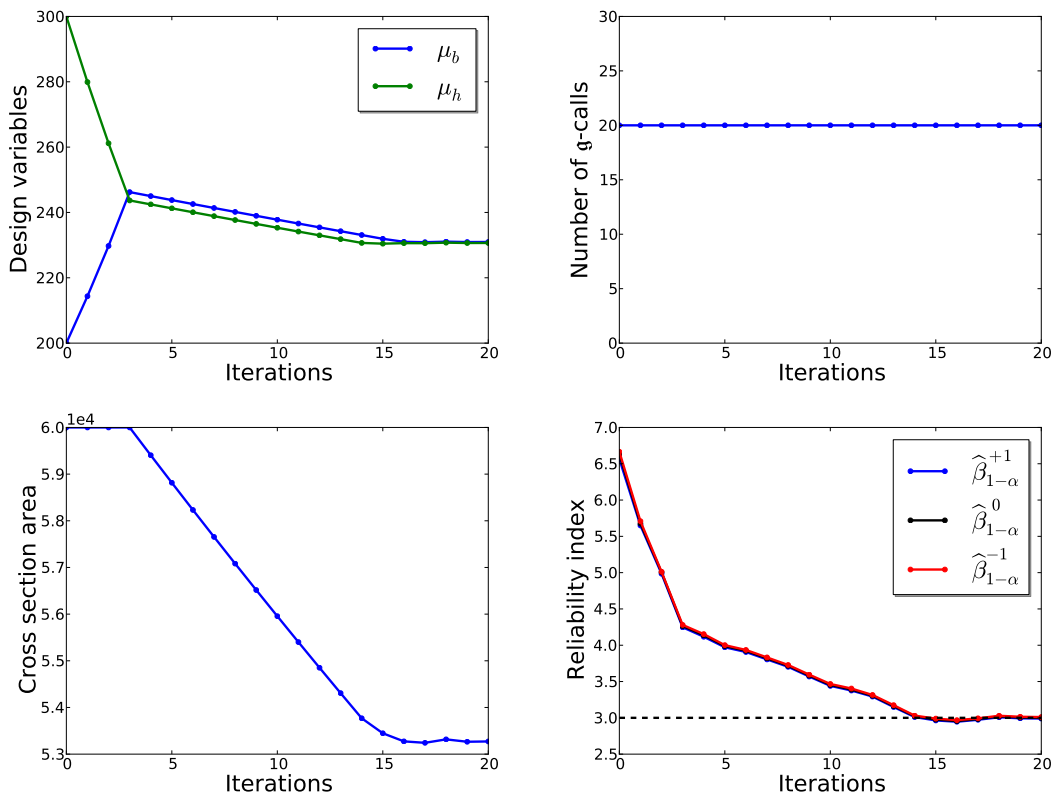 300
280
260
240
220
200
Design variables
0 5 10 15 20
Iterations
μ_b
μ_h
30
25
20
15
10
5
0
Number of 𝔤-calls
0 5 10 15 20
Iterations
1e4
6.0
5.9
5.8
5.7
5.6
5.5
5.4
5.3
Cross section area
0 5 10 15 20
Iterations
7.0
6.5
6.0
5.5
5.0
4.5
4.0
3.5
3.0
2.5
Reliability index
0 5 10 15 20
Iterations
β̂^{+1}_{1−α}
β̂^{0}_{1−α}
β̂^{−1}_{1−α}